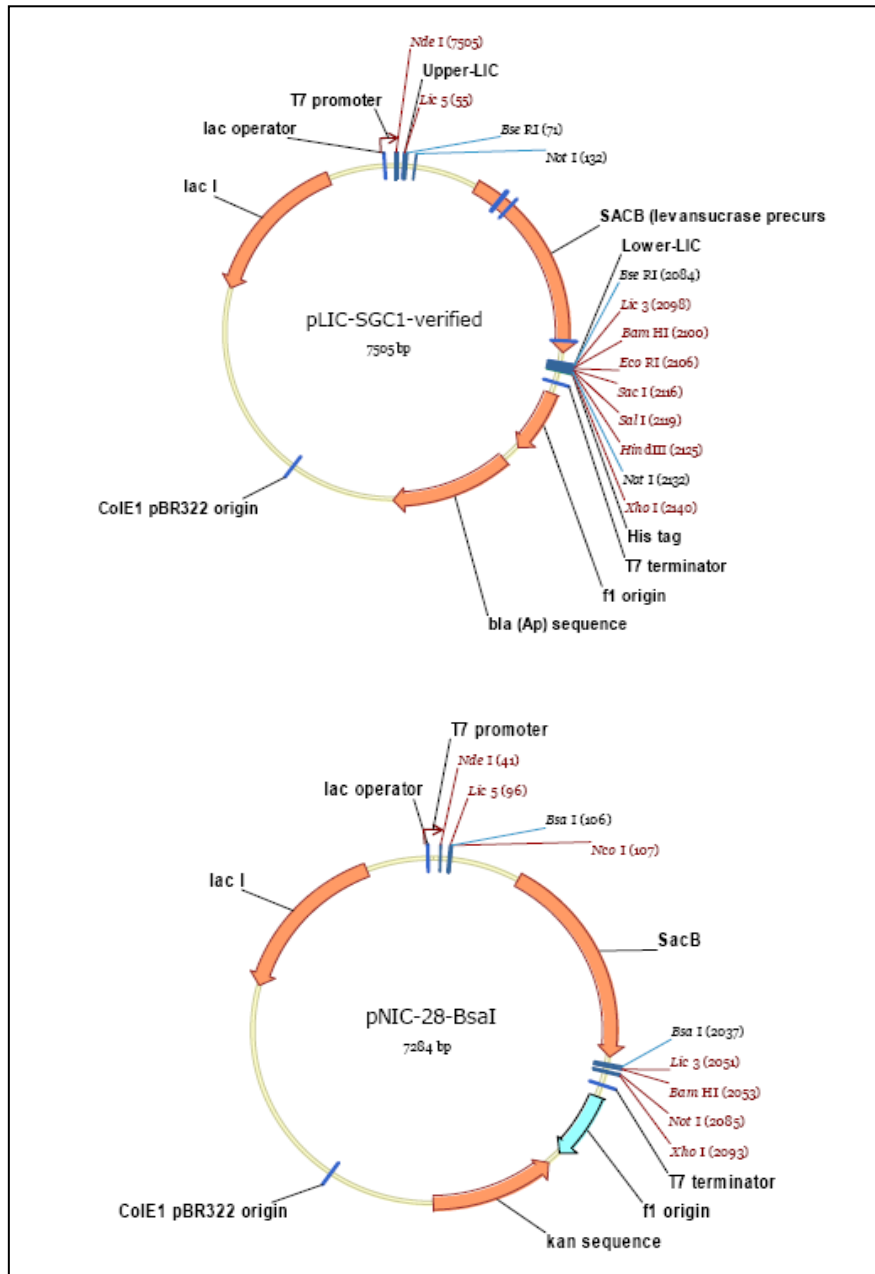 Nde I (7505)
Upper-LIC
T7 promoter
Lic 5 (55)
lac operator
Bse RI (71)
Not I (132)
lac I
SACB (levansucrase precurs
Lower-LIC
Bse RI (2084)
Lic 3 (2098)
pLIC-SGC1-verified
Bam HI (2100)
7505 bp
Eco RI (2106)
Sac I (2116)
Sal I (2119)
HindIII (2125)
Not I (2132)
ColE1 pBR322 origin
Xho I (2140)
His tag
T7 terminator
f1 origin
bla (Ap) sequence
T7 promoter
Nde I (41)
lac operator
Lic 5 (96)
Bsa I (106)
Nco I (107)
lac I
SacB
pNIC-28-BsaI
7284 bp
Bsa I (2037)
Lic 3 (2051)
Bam HI (2053)
Not I (2085)
Xho I (2093)
T7 terminator
ColE1 pBR322 origin
f1 origin
kan sequence